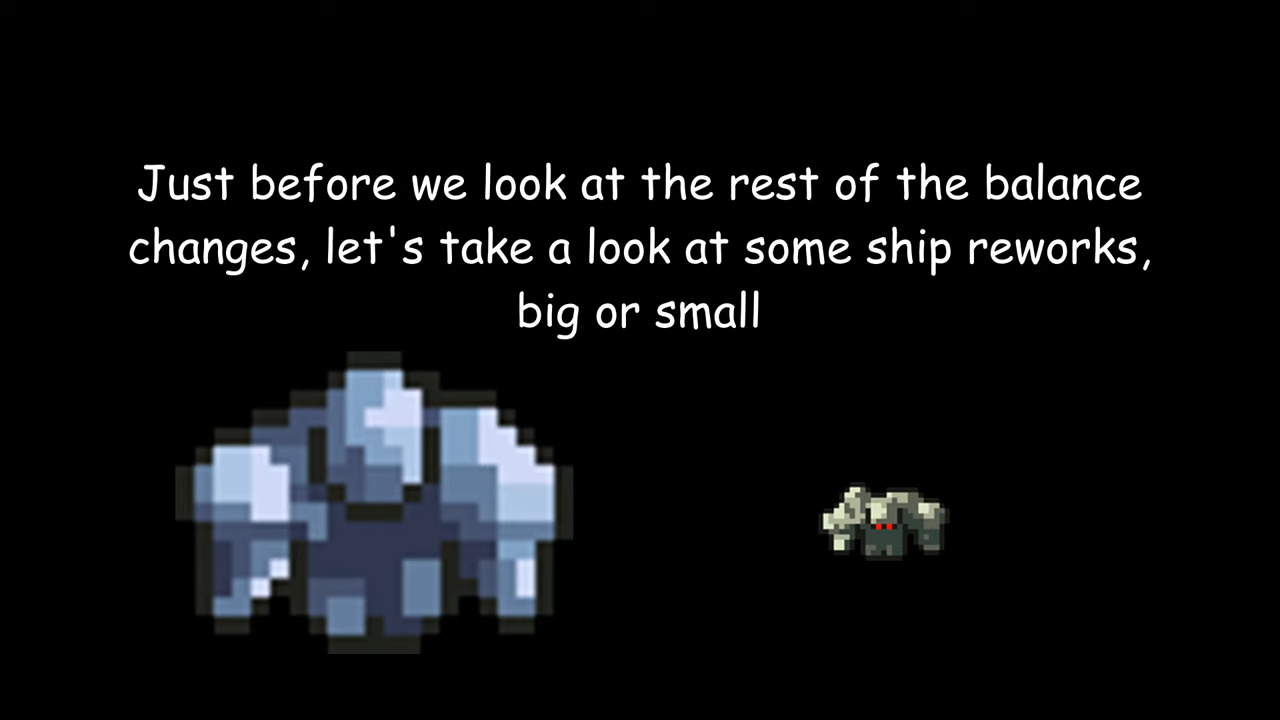 Just before we look at the rest of the balance
changes, let's take a look at some ship reworks,
big or small